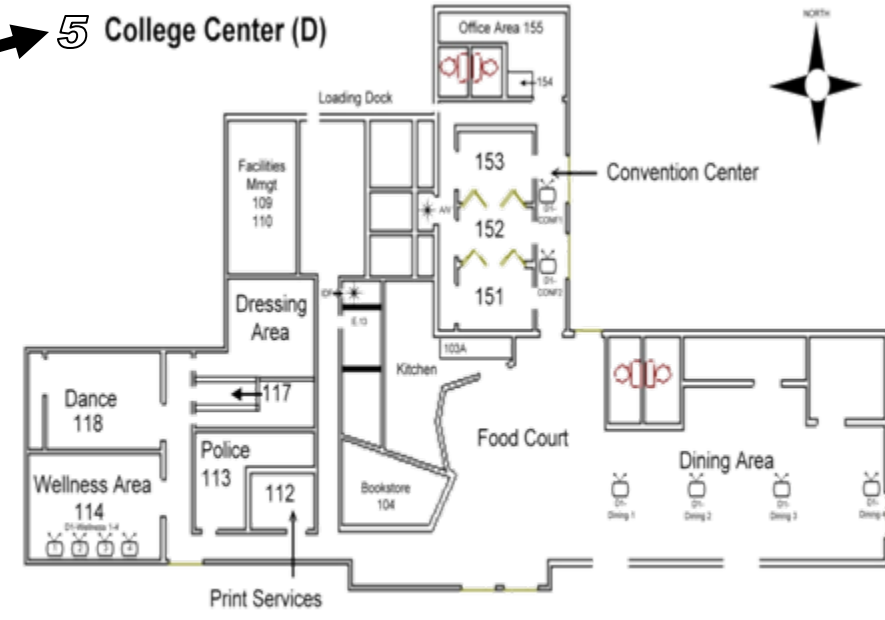 5 College Center (D)
NORTH
Office Area 155
154
Loading Dock
Facilities
Mmgt
109
110
153
Convention Center
A/V
D1-
CONF1
152
D1-
CONF2
151
IDF
E.13
Dressing
Area
103A
Kitchen
117
Dance
118
Food Court
Police
113
Dining Area
Wellness Area
114
D1-Wellness 1-4
1 2 3 4
112
Bookstore
104
D1-
Dining 1
D1-
Dining 2
D1-
Dining 3
D1-
Dining 4
Print Services